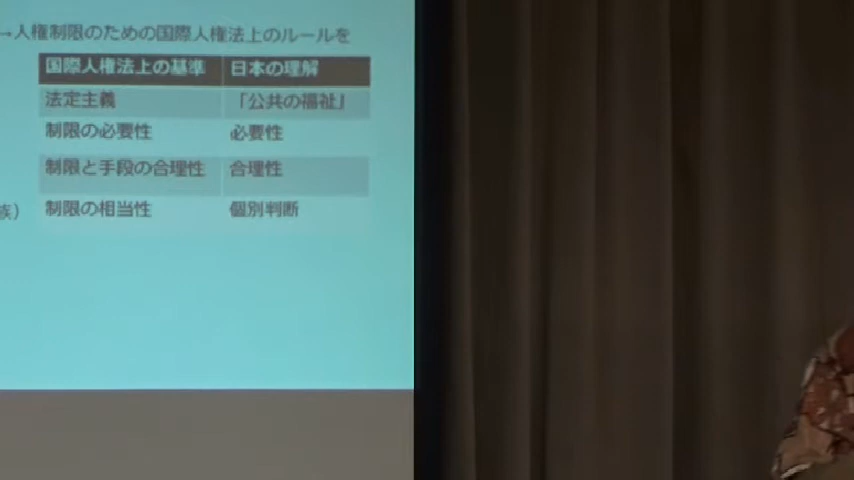 →人権制限のための国際人権法上のルールを
国際人権法上の基準 日本の理解
法定主義 「公共の福祉」
制限の必要性 必要性
制限と手段の合理性 合理性
族） 制限の相当性 個別判断